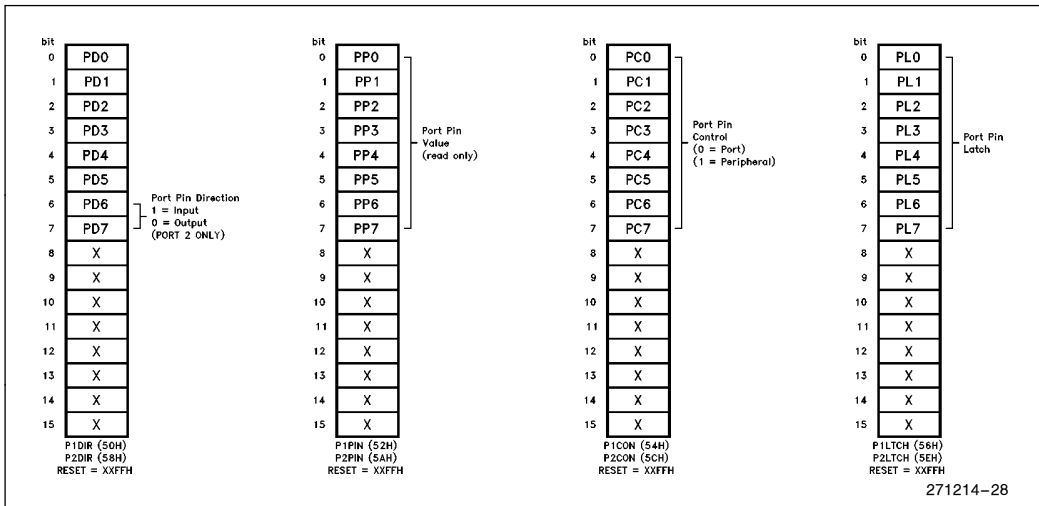 bit
0 PD0
1 PD1
2 PD2
3 PD3
4 PD4
5 PD5
6 PD6
7 PD7
8 X
9 X
10 X
11 X
12 X
13 X
14 X
15 X
Port Pin Direction
1 = Input
0 = Output
(PORT 2 ONLY)
P1DIR (50H)
P2DIR (58H)
RESET = XXFFH
bit
0 PP0
1 PP1
2 PP2
3 PP3
4 PP4
5 PP5
6 PP6
7 PP7
8 X
9 X
10 X
11 X
12 X
13 X
14 X
15 X
Port Pin
Value
(read only)
P1PIN (52H)
P2PIN (5AH)
RESET = XXFFH
bit
0 PC0
1 PC1
2 PC2
3 PC3
4 PC4
5 PC5
6 PC6
7 PC7
8 X
9 X
10 X
11 X
12 X
13 X
14 X
15 X
Port Pin
Control
(0 = Port)
(1 = Peripheral)
P1CON (54H)
P2CON (5CH)
RESET = XXFFH
bit
0 PL0
1 PL1
2 PL2
3 PL3
4 PL4
5 PL5
6 PL6
7 PL7
8 X
9 X
10 X
11 X
12 X
13 X
14 X
15 X
Port Pin
Latch
P1LTCH (56H)
P2LTCH (5EH)
RESET = XXFFH
271214–28